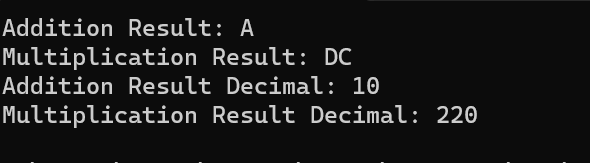 Addition Result: A
Multiplication Result: DC
Addition Result Decimal: 10
Multiplication Result Decimal: 220